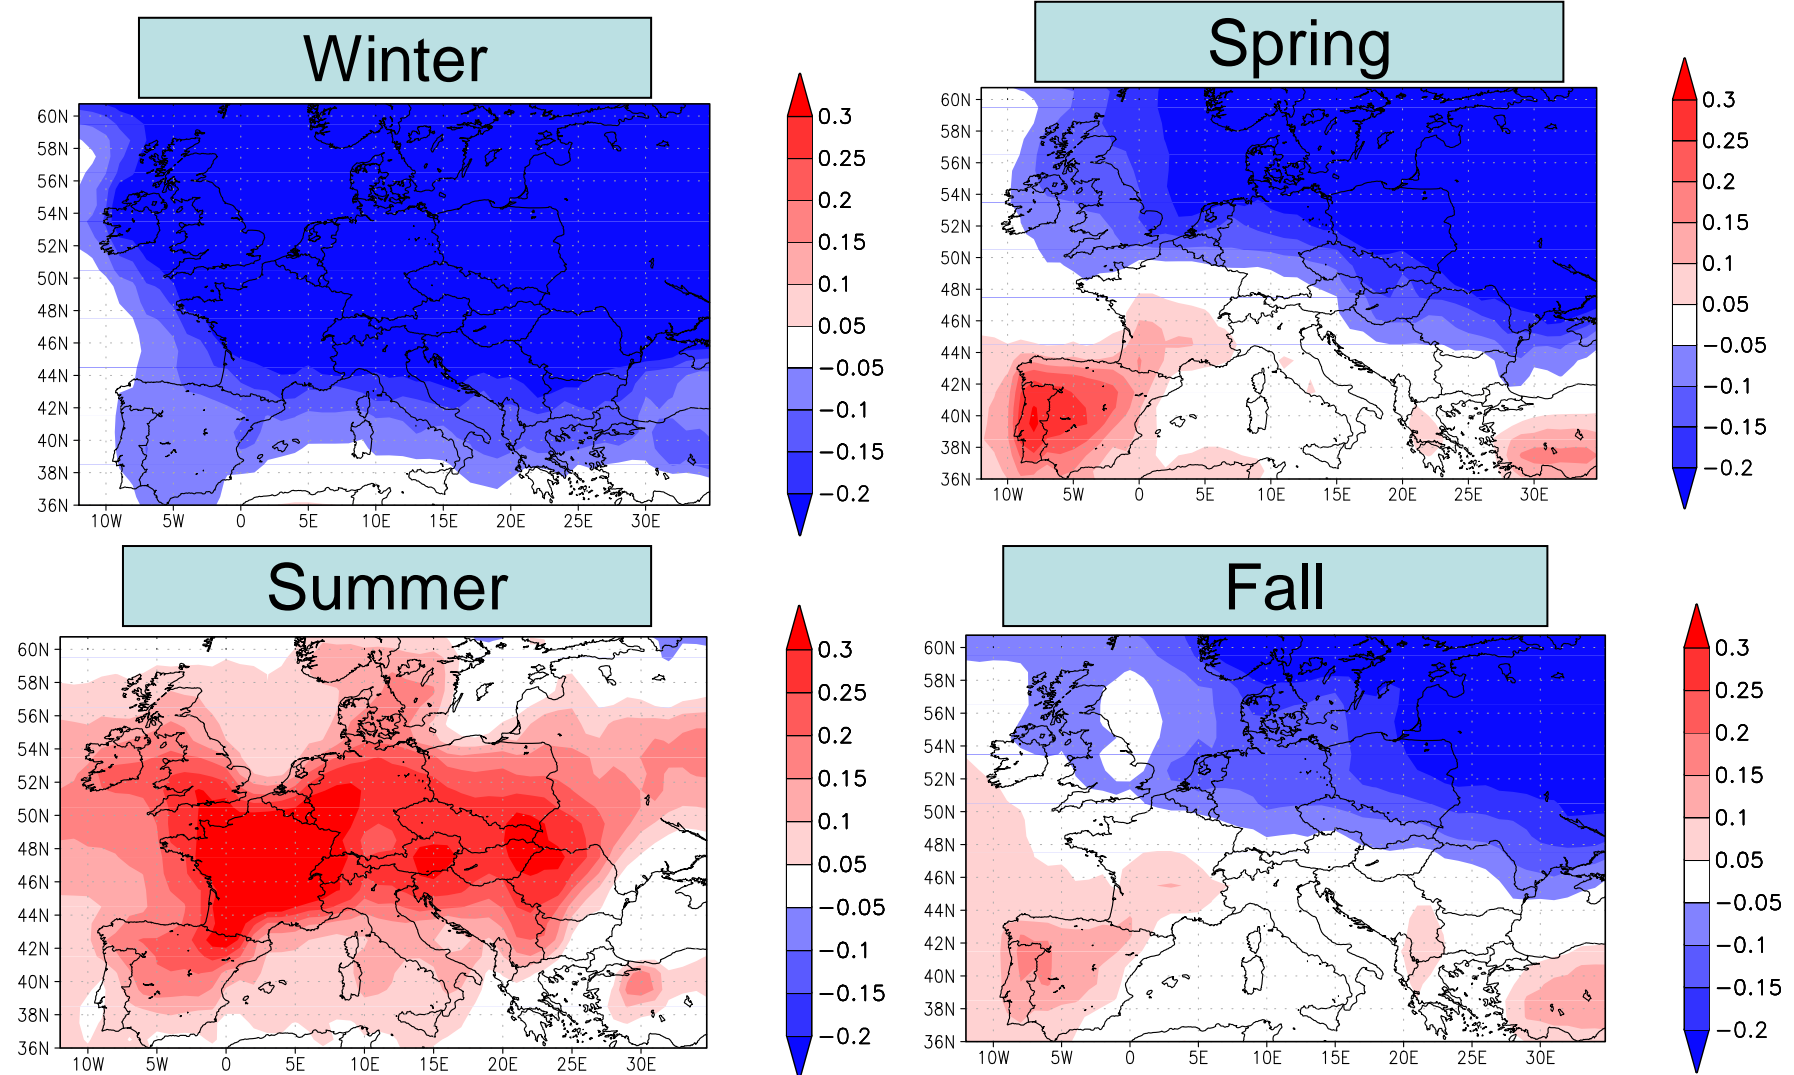 Winter
60N
58N
56N
54N
52N
50N
48N
46N
44N
42N
40N
38N
36N
10W 5W 0 5E 10E 15E 20E 25E 30E
0.3
0.25
0.2
0.15
0.1
0.05
−0.05
−0.1
−0.15
−0.2
Spring
60N
58N
56N
54N
52N
50N
48N
46N
44N
42N
40N
38N
36N
10W 5W 0 5E 10E 15E 20E 25E 30E
0.3
0.25
0.2
0.15
0.1
0.05
−0.05
−0.1
−0.15
−0.2
Summer
60N
58N
56N
54N
52N
50N
48N
46N
44N
42N
40N
38N
36N
10W 5W 0 5E 10E 15E 20E 25E 30E
0.3
0.25
0.2
0.15
0.1
0.05
−0.05
−0.1
−0.15
−0.2
Fall
60N
58N
56N
54N
52N
50N
48N
46N
44N
42N
40N
38N
36N
10W 5W 0 5E 10E 15E 20E 25E 30E
0.3
0.25
0.2
0.15
0.1
0.05
−0.05
−0.1
−0.15
−0.2